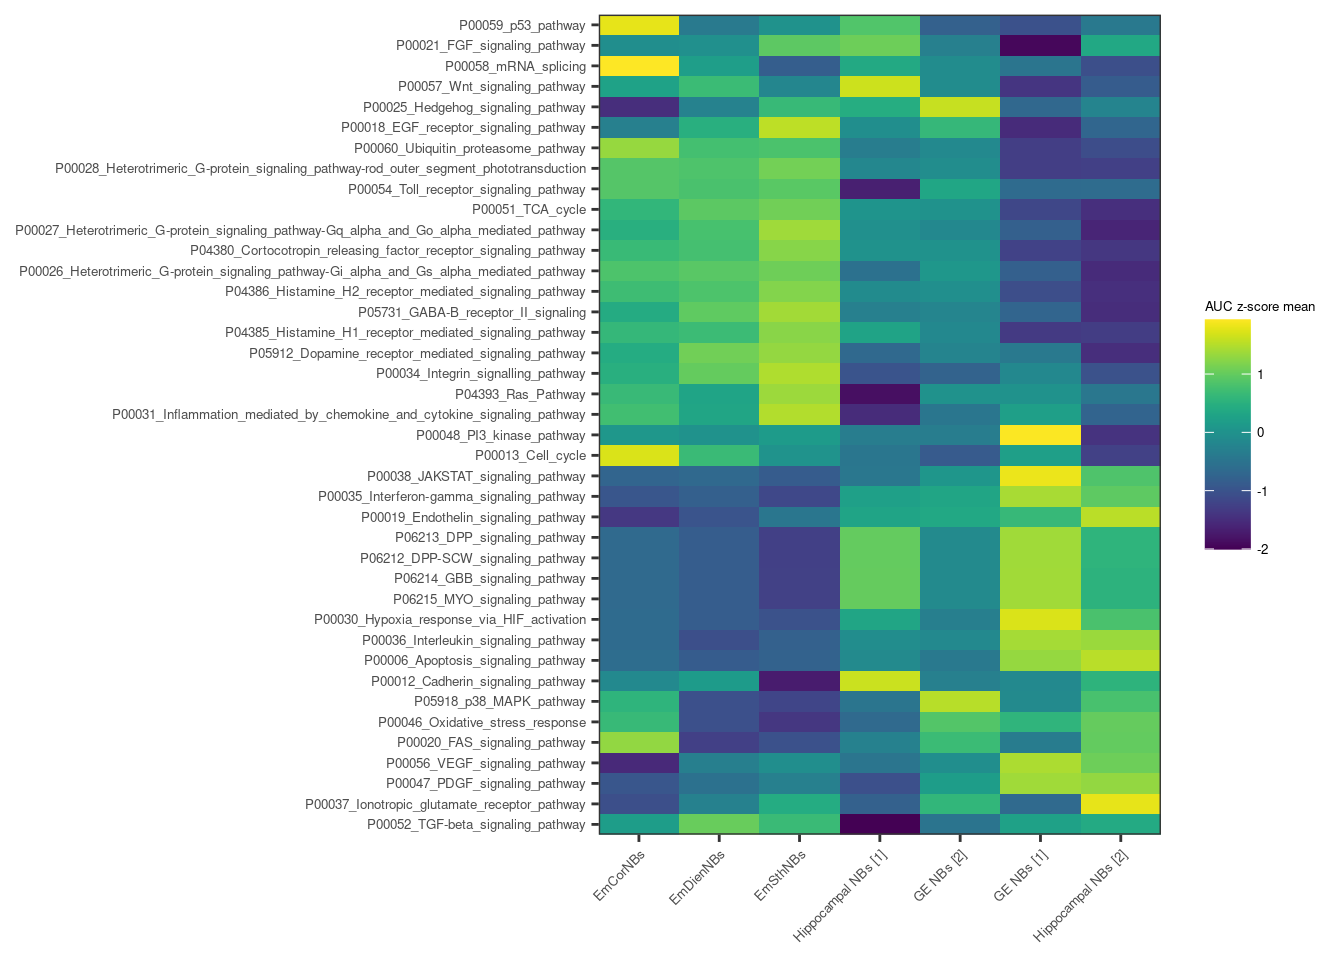 P00059_p53_pathway
P00021_FGF_signaling_pathway
P00058_mRNA_splicing
P00057_Wnt_signaling_pathway
P00025_Hedgehog_signaling_pathway
P00018_EGF_receptor_signaling_pathway
P00060_Ubiquitin_proteasome_pathway
P00028_Heterotrimeric_G-protein_signaling_pathway-rod_outer_segment_phototransduction
P00054_Toll_receptor_signaling_pathway
P00051_TCA_cycle
P00027_Heterotrimeric_G-protein_signaling_pathway-Gq_alpha_and_Go_alpha_mediated_pathway
P04380_Cortocotropin_releasing_factor_receptor_signaling_pathway
P00026_Heterotrimeric_G-protein_signaling_pathway-Gi_alpha_and_Gs_alpha_mediated_pathway
P04386_Histamine_H2_receptor_mediated_signaling_pathway
P05731_GABA-B_receptor_II_signaling
P04385_Histamine_H1_receptor_mediated_signaling_pathway
P05912_Dopamine_receptor_mediated_signaling_pathway
P00034_Integrin_signalling_pathway
P04393_Ras_Pathway
P00031_Inflammation_mediated_by_chemokine_and_cytokine_signaling_pathway
P00048_PI3_kinase_pathway
P00013_Cell_cycle
P00038_JAKSTAT_signaling_pathway
P00035_Interferon-gamma_signaling_pathway
P00019_Endothelin_signaling_pathway
P06213_DPP_signaling_pathway
P06212_DPP-SCW_signaling_pathway
P06214_GBB_signaling_pathway
P06215_MYO_signaling_pathway
P00030_Hypoxia_response_via_HIF_activation
P00036_Interleukin_signaling_pathway
P00006_Apoptosis_signaling_pathway
P00012_Cadherin_signaling_pathway
P05918_p38_MAPK_pathway
P00046_Oxidative_stress_response
P00020_FAS_signaling_pathway
P00056_VEGF_signaling_pathway
P00047_PDGF_signaling_pathway
P00037_Ionotropic_glutamate_receptor_pathway
P00052_TGF-beta_signaling_pathway
EmCorNBs
EmDienNBs
EmSthNBs
Hippocampal NBs [1]
GE NBs [2]
GE NBs [1]
Hippocampal NBs [2]
AUC z-score mean
1
0
-1
-2